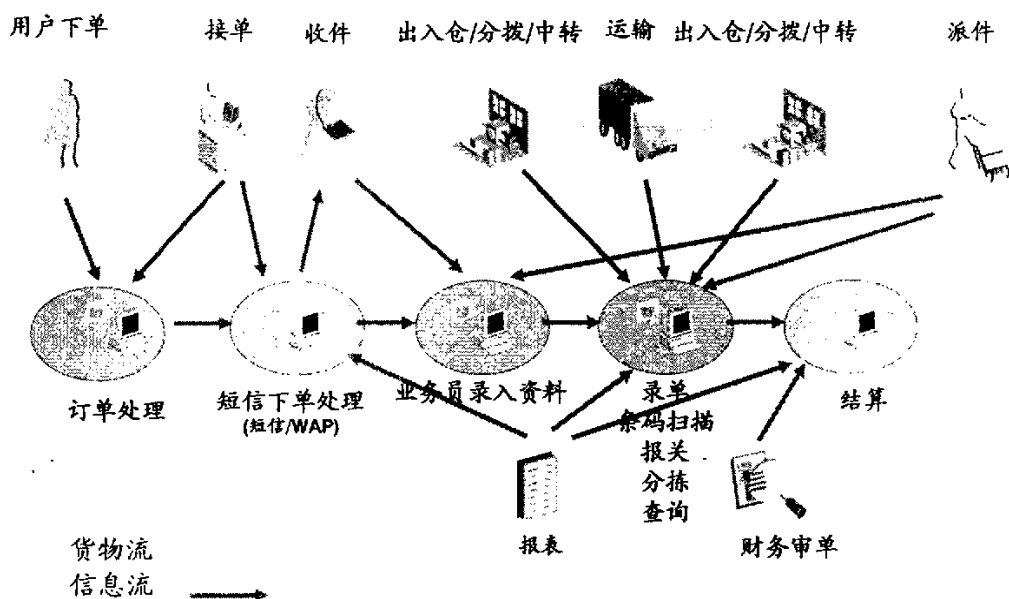 用户下单 接单 收件 出入仓/分拨/中转 运输 出入仓/分拨/中转 派件
订单处理 短信下单处理 业务员录入资料 录单 结算
(短信/WAP) 条码扫描
报关
分拣
查询
报表 财务审单
货物流
信息流